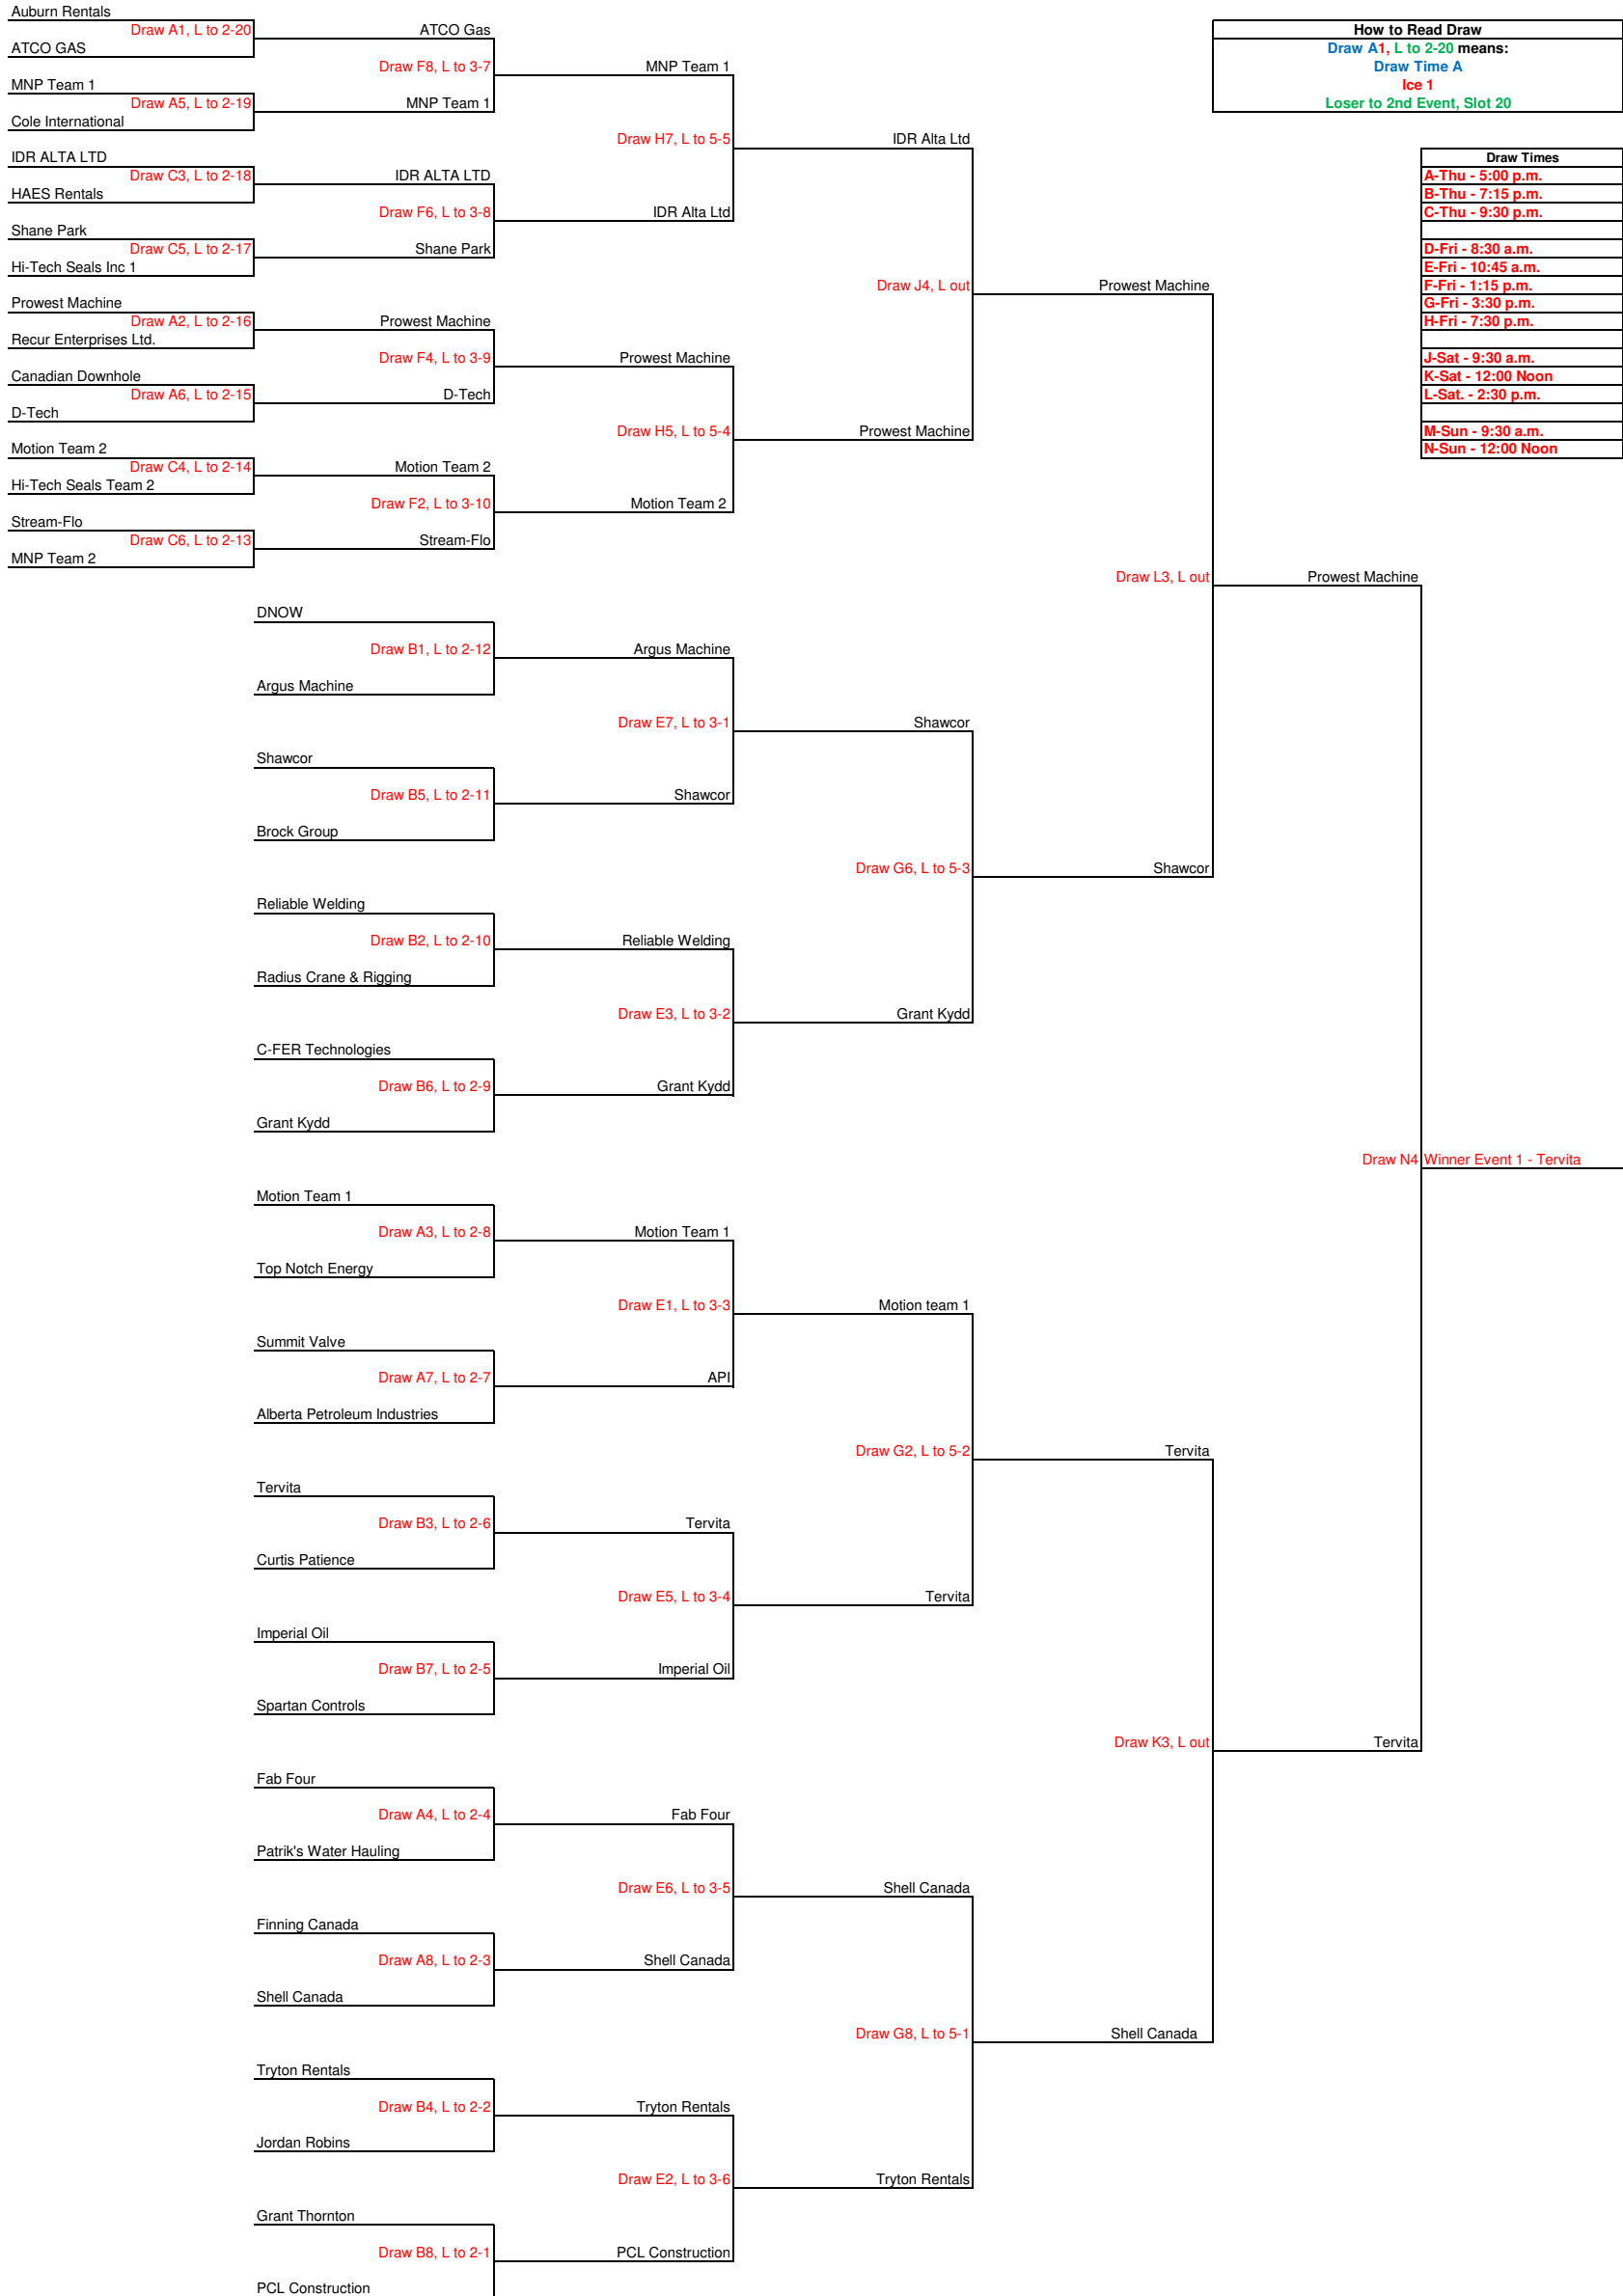 Auburn Rentals
Draw A1, L to 2-20
ATCO Gas
How to Read Draw
ATCO GAS
Draw A1, L to 2-20 means:
Draw F8, L to 3-7
MNP Team 1
Draw Time A
MNP Team 1
Ice 1
Draw A5, L to 2-19
MNP Team 1
Loser to 2nd Event, Slot 20
Cole International
Draw H7, L to 5-5
IDR Alta Ltd
IDR ALTA LTD
Draw Times
Draw C3, L to 2-18
IDR ALTA LTD
A-Thu - 5:00 p.m.
HAES Rentals
B-Thu - 7:15 p.m.
Draw F6, L to 3-8
IDR Alta Ltd
C-Thu - 9:30 p.m.
Shane Park
Draw C5, L to 2-17
Shane Park
D-Fri - 8:30 a.m.
Hi-Tech Seals Inc 1
E-Fri - 10:45 a.m.
Draw J4, L out
Prowest Machine
F-Fri - 1:15 p.m.
Prowest Machine
G-Fri - 3:30 p.m.
Draw A2, L to 2-16
Prowest Machine
H-Fri - 7:30 p.m.
Recur Enterprises Ltd.
Draw F4, L to 3-9
Prowest Machine
J-Sat - 9:30 a.m.
Canadian Downhole
K-Sat - 12:00 Noon
Draw A6, L to 2-15
D-Tech
L-Sat. - 2:30 p.m.
D-Tech
Draw H5, L to 5-4
Prowest Machine
M-Sun - 9:30 a.m.
Motion Team 2
N-Sun - 12:00 Noon
Draw C4, L to 2-14
Motion Team 2
Hi-Tech Seals Team 2
Draw F2, L to 3-10
Motion Team 2
Stream-Flo
Draw C6, L to 2-13
Stream-Flo
MNP Team 2
Draw L3, L out
Prowest Machine
DNOW
Draw B1, L to 2-12
Argus Machine
Argus Machine
Draw E7, L to 3-1
Shawcor
Shawcor
Draw B5, L to 2-11
Shawcor
Brock Group
Draw G6, L to 5-3
Shawcor
Reliable Welding
Draw B2, L to 2-10
Reliable Welding
Radius Crane & Rigging
Draw E3, L to 3-2
Grant Kydd
C-FER Technologies
Draw B6, L to 2-9
Grant Kydd
Grant Kydd
Draw N4
Winner Event 1 - Tervita
Motion Team 1
Draw A3, L to 2-8
Motion Team 1
Top Notch Energy
Draw E1, L to 3-3
Motion team 1
Summit Valve
Draw A7, L to 2-7
API
Alberta Petroleum Industries
Draw G2, L to 5-2
Tervita
Tervita
Draw B3, L to 2-6
Tervita
Curtis Patience
Draw E5, L to 3-4
Tervita
Imperial Oil
Draw B7, L to 2-5
Imperial Oil
Spartan Controls
Draw K3, L out
Tervita
Fab Four
Draw A4, L to 2-4
Fab Four
Patrik's Water Hauling
Draw E6, L to 3-5
Shell Canada
Finning Canada
Draw A8, L to 2-3
Shell Canada
Shell Canada
Draw G8, L to 5-1
Shell Canada
Tryton Rentals
Draw B4, L to 2-2
Tryton Rentals
Jordan Robins
Draw E2, L to 3-6
Tryton Rentals
Grant Thornton
Draw B8, L to 2-1
PCL Construction
PCL Construction